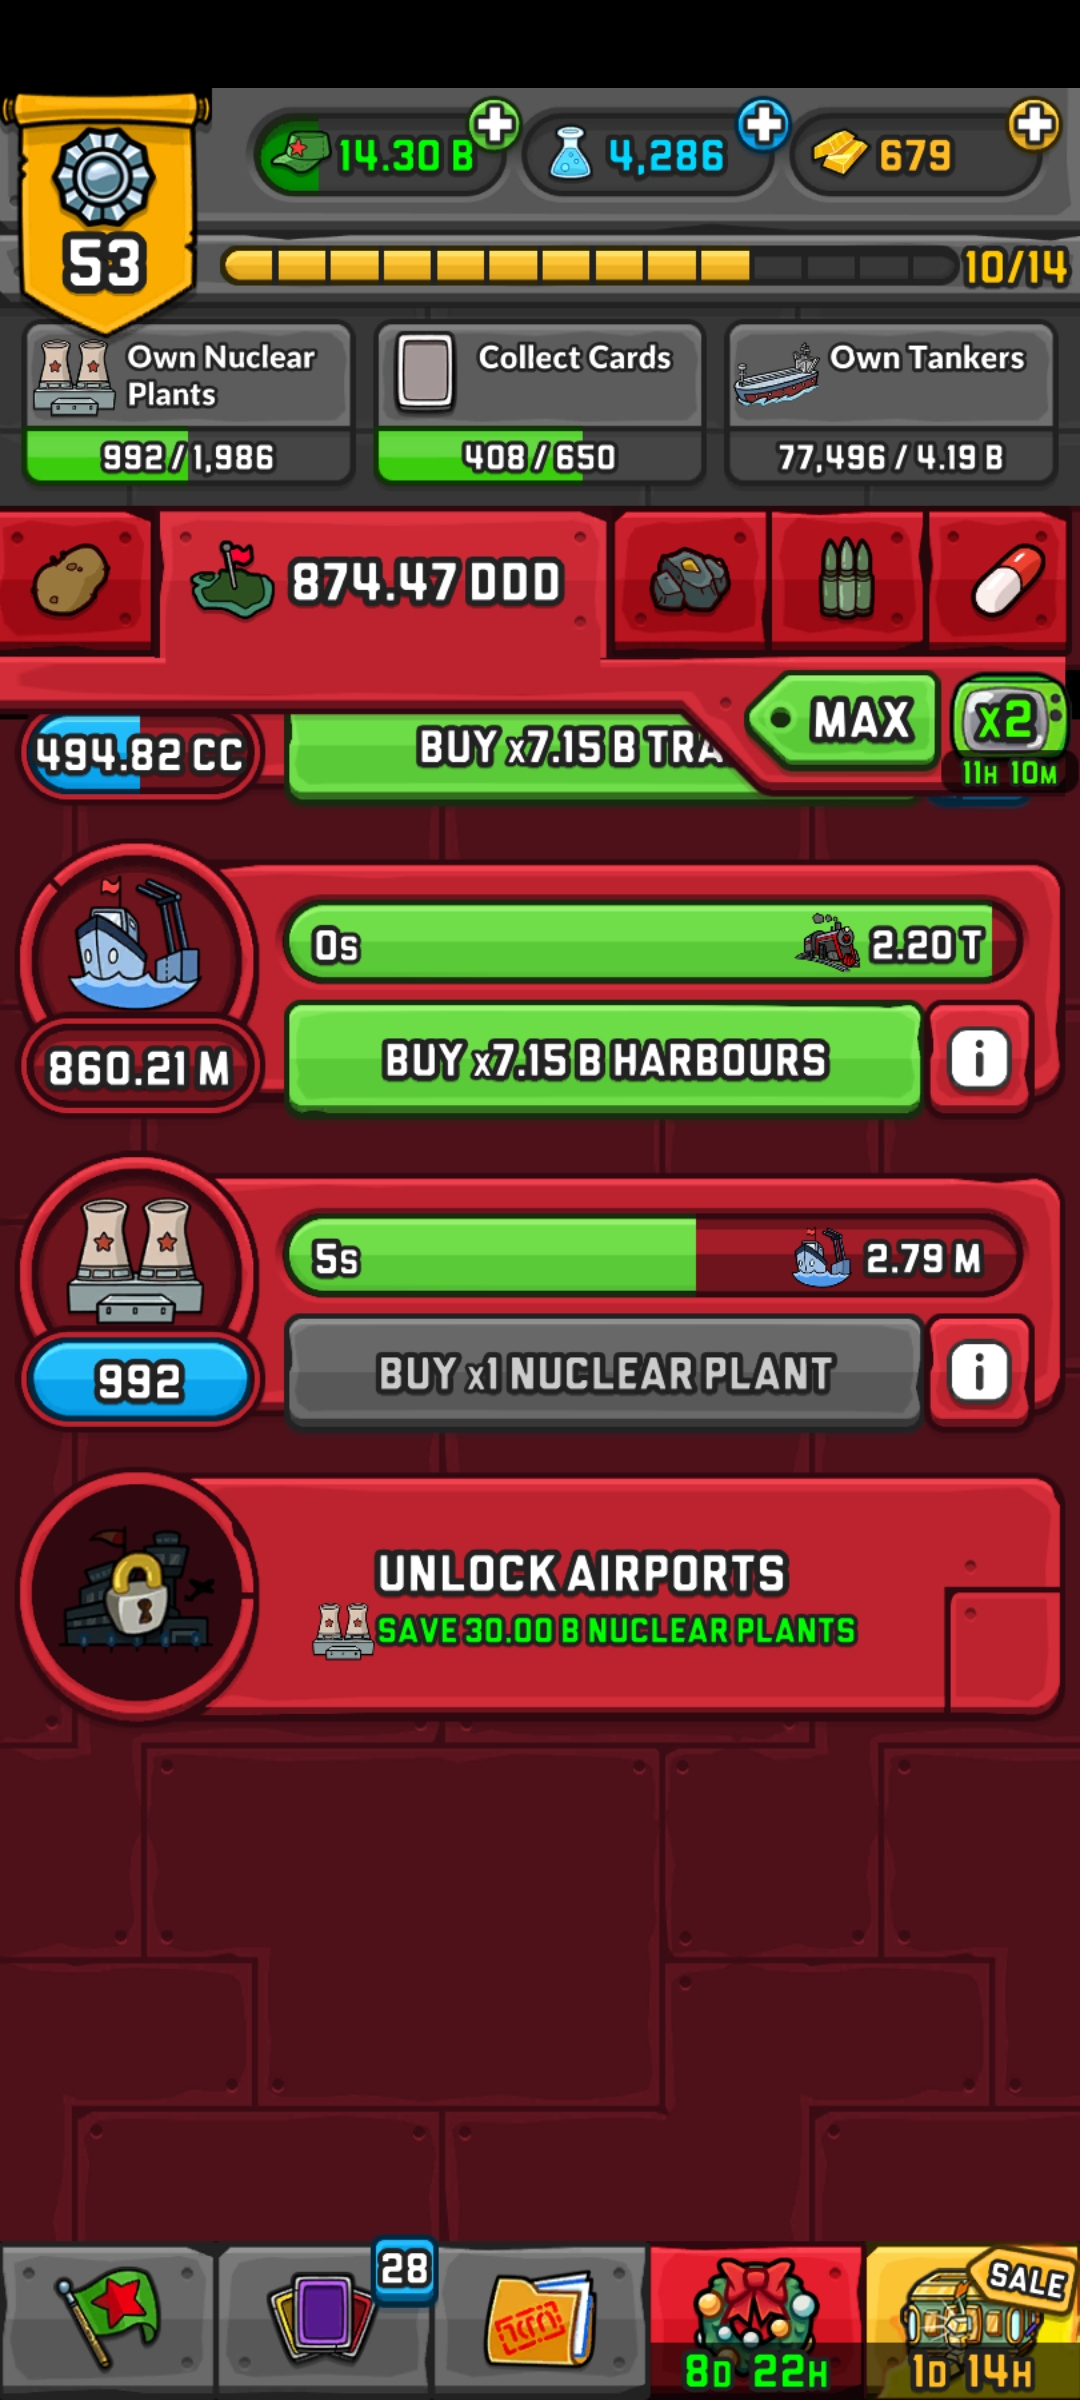 14.30 B
4,286
679
53
10/14
Own Nuclear
Plants
992/1,986
Collect Cards
408/650
Own Tankers
77,496/4.19 B
874.47 DDD
MAX
x2
11H 10M
494.82 CC
BUY x7.15 B TRA
0s
2.20 T
860.21 M
BUY x7.15 B HARBOURS
i
5s
2.79 M
992
BUY x1 NUCLEAR PLANT
i
UNLOCK AIRPORTS
SAVE 30.00 B NUCLEAR PLANTS
28
SALE
8D 22H
1D 14H